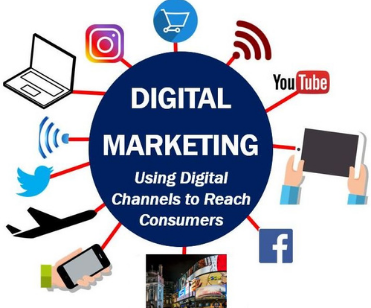 YouTube
DIGITAL
MARKETING
Using Digital
Channels to Reach
Consumers
f